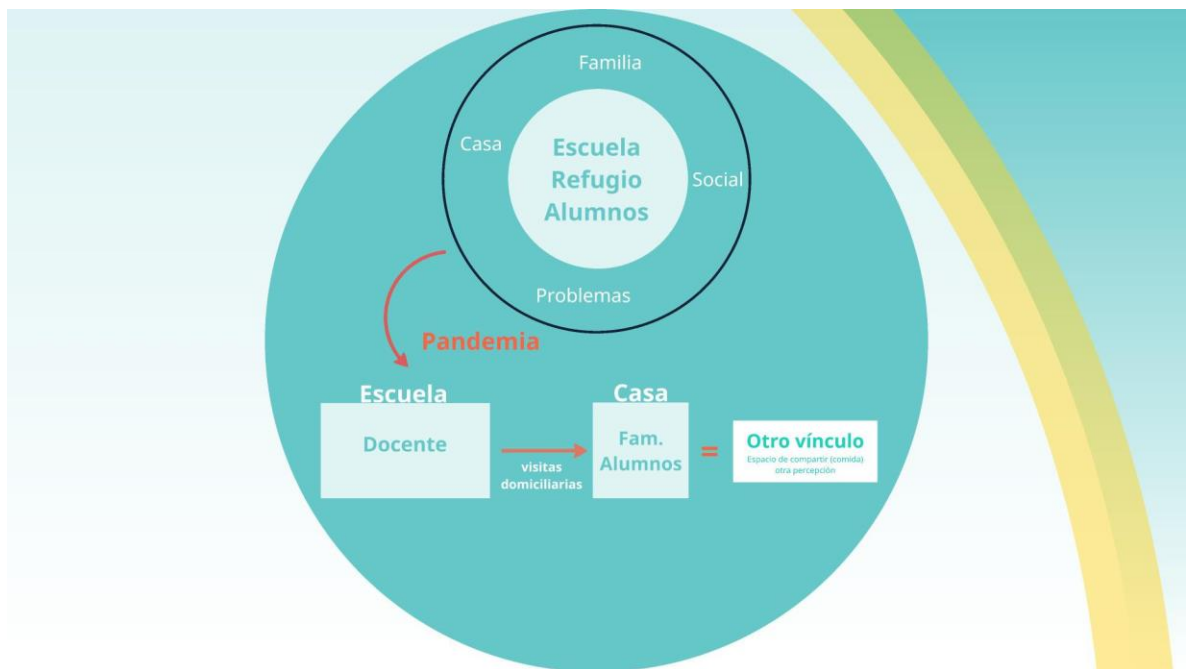 Familia
Casa
Escuela
Refugio
Alumnos
Social
Problemas
Pandemia
Escuela
Docente
visitas
domiciliarias
Casa
Fam.
Alumnos
=
Otro vínculo
Espacio de compartir (comida)
otra percepción